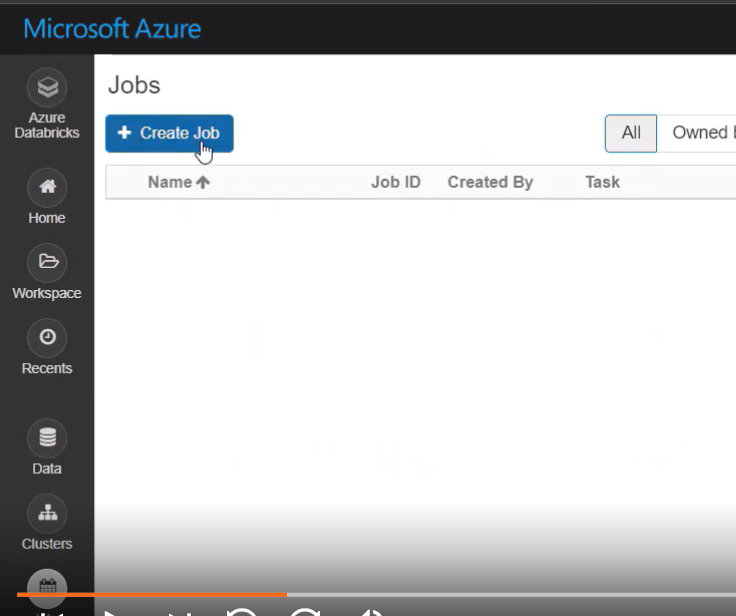 Microsoft Azure
Azure
Databricks
Home
Workspace
Recents
Data
Clusters
Jobs
+ Create Job
All
Owned
Name
Job ID
Created By
Task